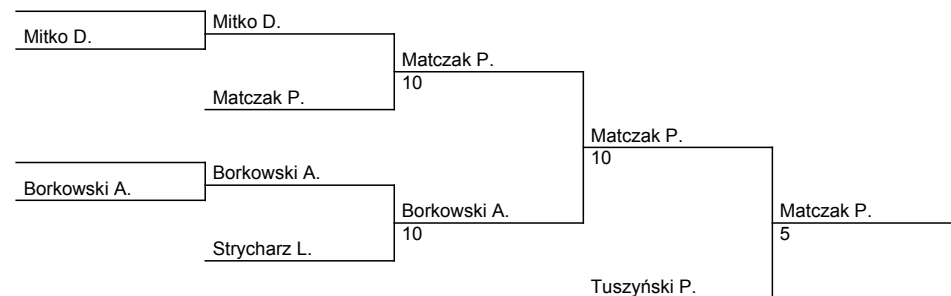 Mitko D.
Mitko D.
Matczak P.
10
Matczak P.
Matczak P.
10
Borkowski A.
Borkowski A.
Borkowski A.
10
Strycharz L.
Matczak P.
5
Tuszyński P.